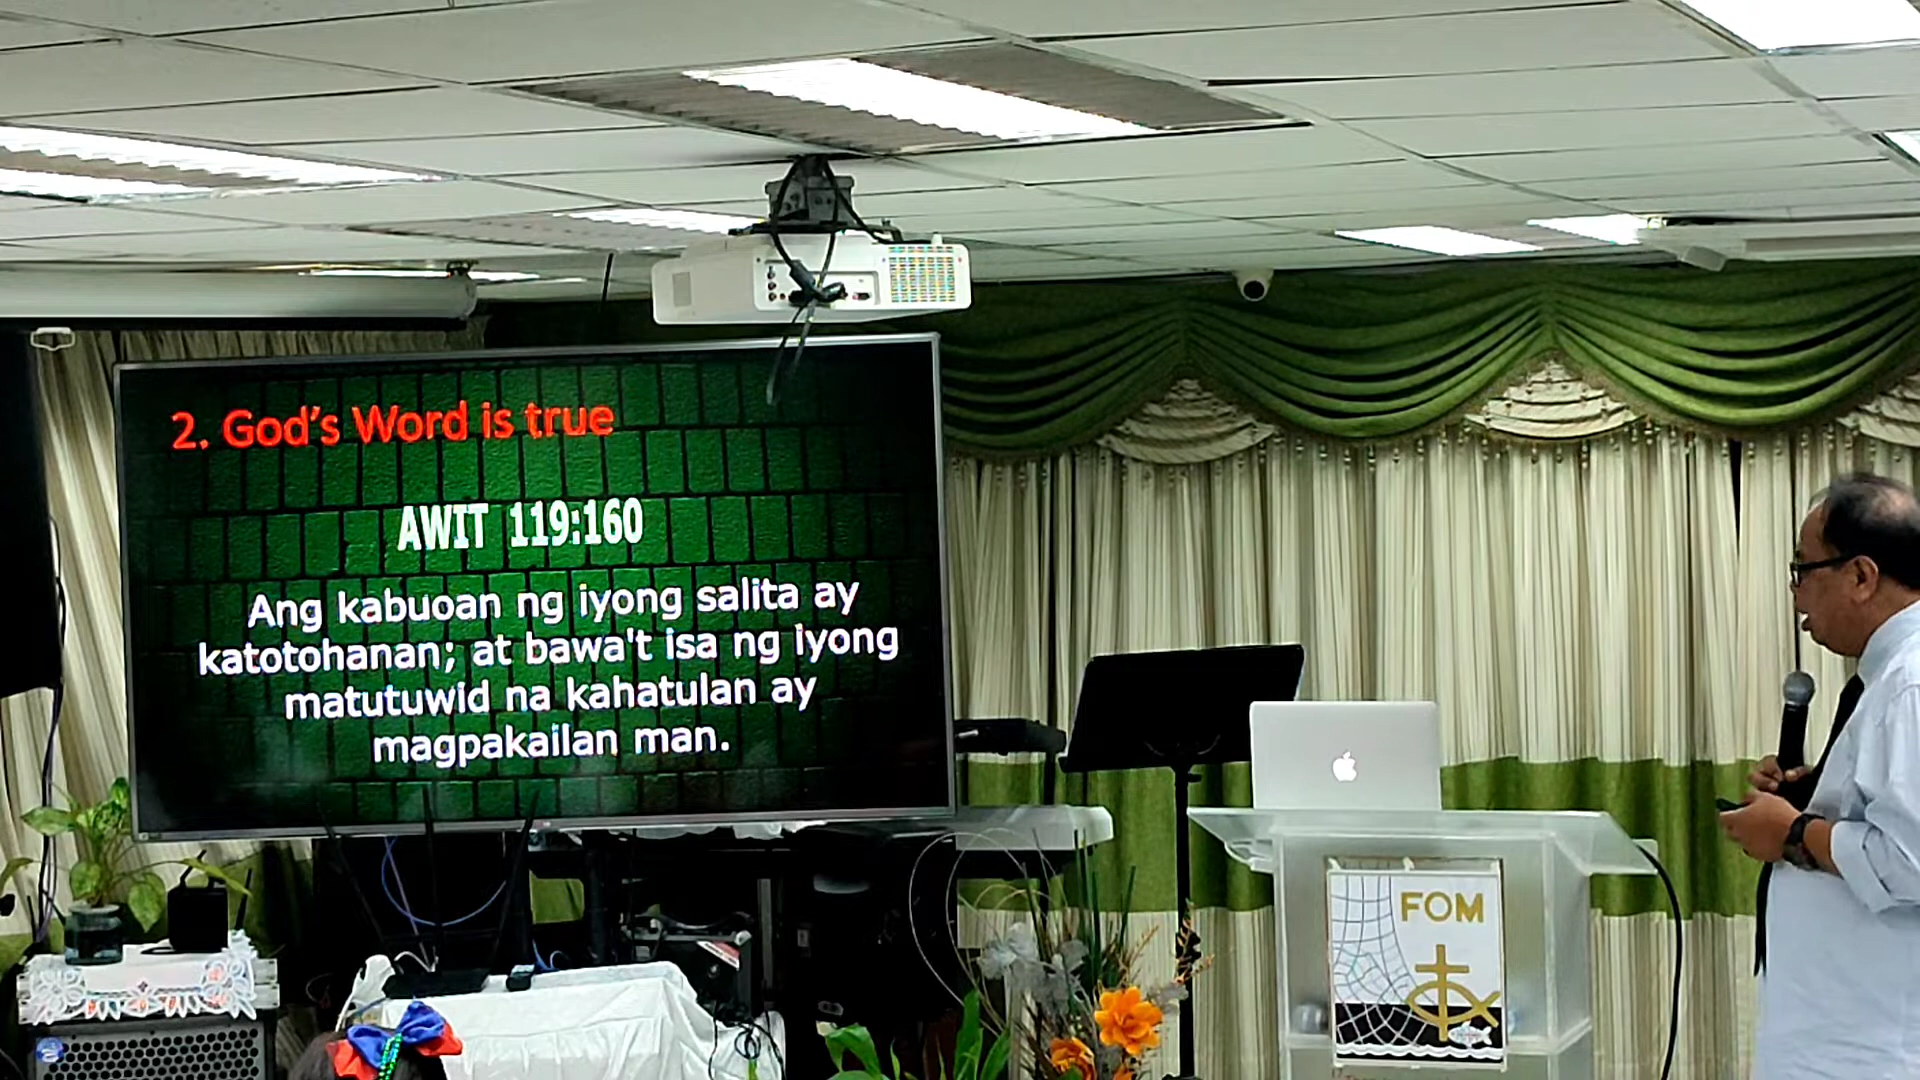 2. God's Word is true
AWIT 119:160
Ang kabuoan ng iyong salita ay
katotohanan; at bawa't isa ng iyong
matutuwid na kahatulan ay
magpakailan man.
FOM